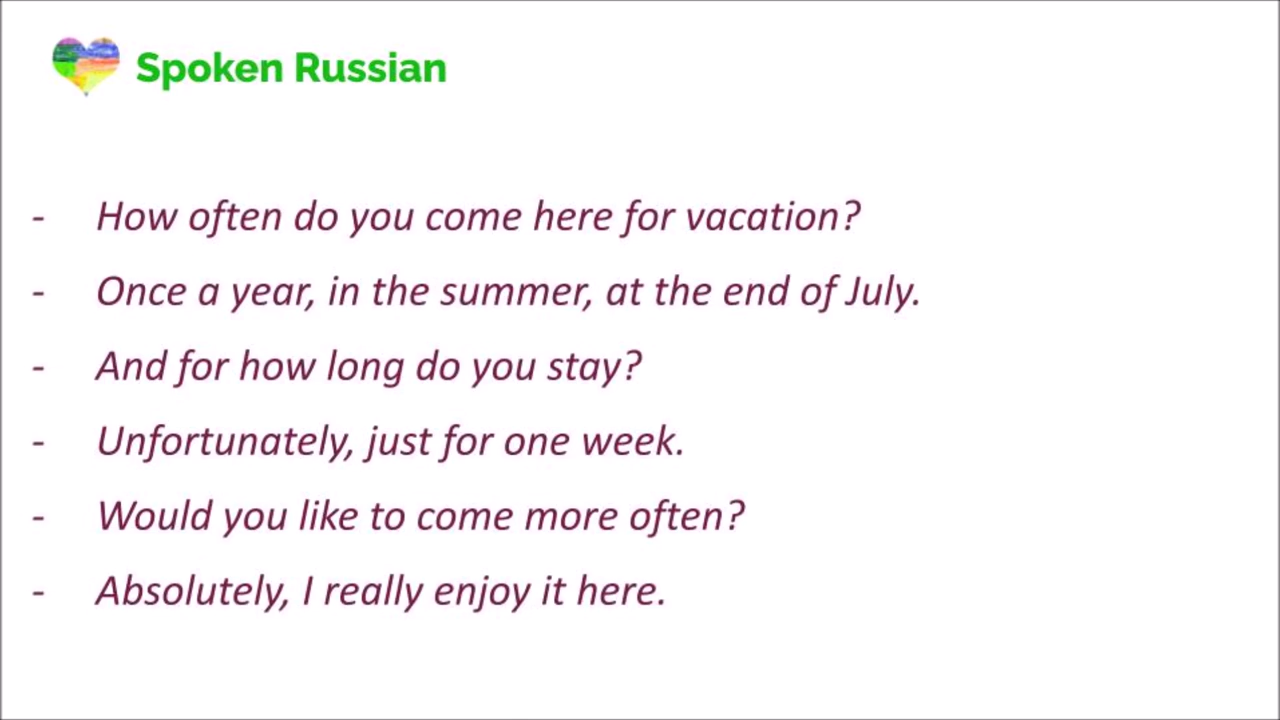 Spoken Russian
- How often do you come here for vacation?
- Once a year, in the summer, at the end of July.
- And for how long do you stay?
- Unfortunately, just for one week.
- Would you like to come more often?
- Absolutely, I really enjoy it here.